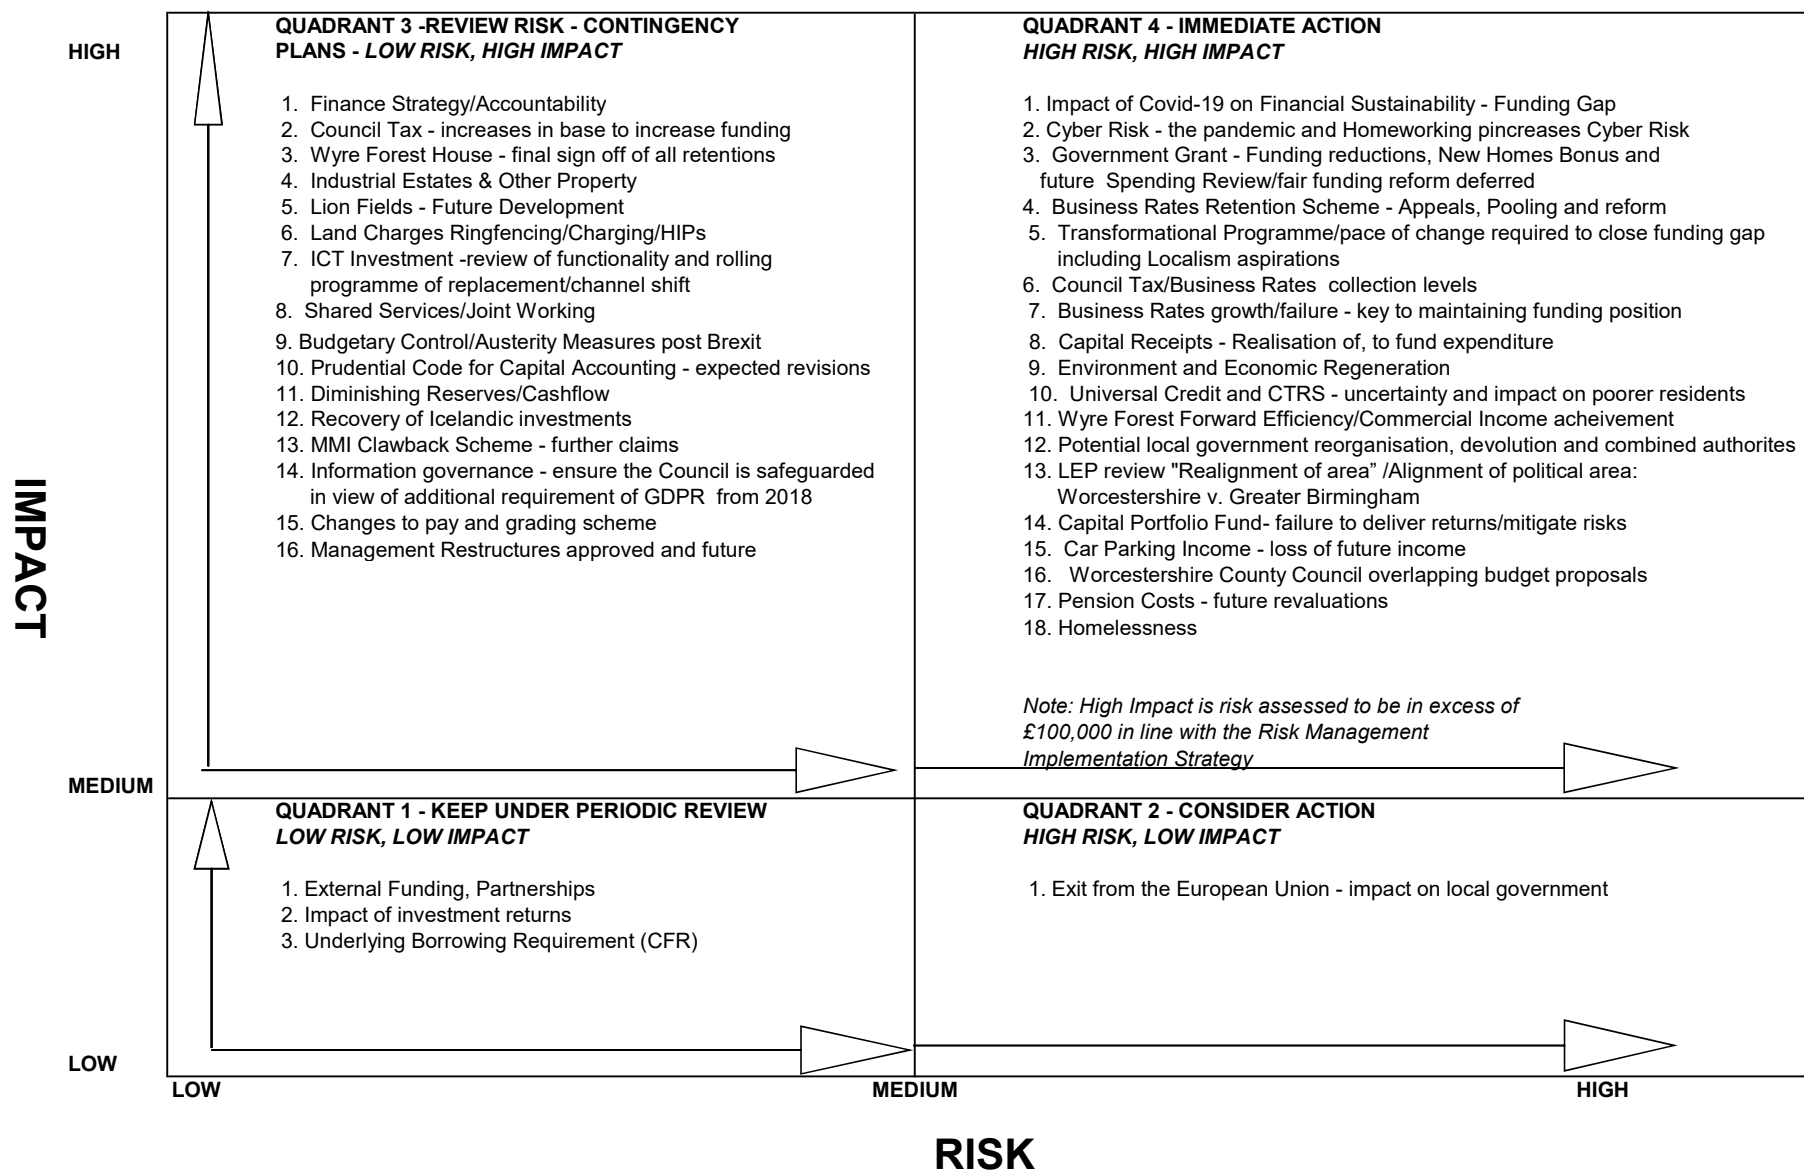 QUADRANT 3 -REVIEW RISK - CONTINGENCY
PLANS - LOW RISK, HIGH IMPACT
1. Finance Strategy/Accountability
2. Council Tax - increases in base to increase funding
3. Wyre Forest House - final sign off of all retentions
4. Industrial Estates & Other Property
5. Lion Fields - Future Development
6. Land Charges Ringfencing/Charging/HIPs
7. ICT Investment -review of functionality and rolling
programme of replacement/channel shift
8. Shared Services/Joint Working
9. Budgetary Control/Austerity Measures post Brexit
10. Prudential Code for Capital Accounting - expected revisions
11. Diminishing Reserves/Cashflow
12. Recovery of Icelandic investments
13. MMI Clawback Scheme - further claims
14. Information governance - ensure the Council is safeguarded
in view of additional requirement of GDPR from 2018
15. Changes to pay and grading scheme
16. Management Restructures approved and future
QUADRANT 4 - IMMEDIATE ACTION
HIGH RISK, HIGH IMPACT
1. Impact of Covid-19 on Financial Sustainability - Funding Gap
2. Cyber Risk - the pandemic and Homeworking pincreases Cyber Risk
3. Government Grant - Funding reductions, New Homes Bonus and
future Spending Review/fair funding reform deferred
4. Business Rates Retention Scheme - Appeals, Pooling and reform
5. Transformational Programme/pace of change required to close funding gap
including Localism aspirations
6. Council Tax/Business Rates collection levels
7. Business Rates growth/failure - key to maintaining funding position
8. Capital Receipts - Realisation of, to fund expenditure
9. Environment and Economic Regeneration
10. Universal Credit and CTRS - uncertainty and impact on poorer residents
11. Wyre Forest Forward Efficiency/Commercial Income acheivement
12. Potential local government reorganisation, devolution and combined authorites
13. LEP review "Realignment of area” /Alignment of political area:
Worcestershire v. Greater Birmingham
14. Capital Portfolio Fund- failure to deliver returns/mitigate risks
15. Car Parking Income - loss of future income
16. Worcestershire County Council overlapping budget proposals
17. Pension Costs - future revaluations
18. Homelessness
Note: High Impact is risk assessed to be in excess of
£100,000 in line with the Risk Management
Implementation Strategy
QUADRANT 1 - KEEP UNDER PERIODIC REVIEW
LOW RISK, LOW IMPACT
1. External Funding, Partnerships
2. Impact of investment returns
3. Underlying Borrowing Requirement (CFR)
QUADRANT 2 - CONSIDER ACTION
HIGH RISK, LOW IMPACT
1. Exit from the European Union - impact on local government
HIGH
MEDIUM
LOW
IMPACT
LOW
MEDIUM
HIGH
RISK